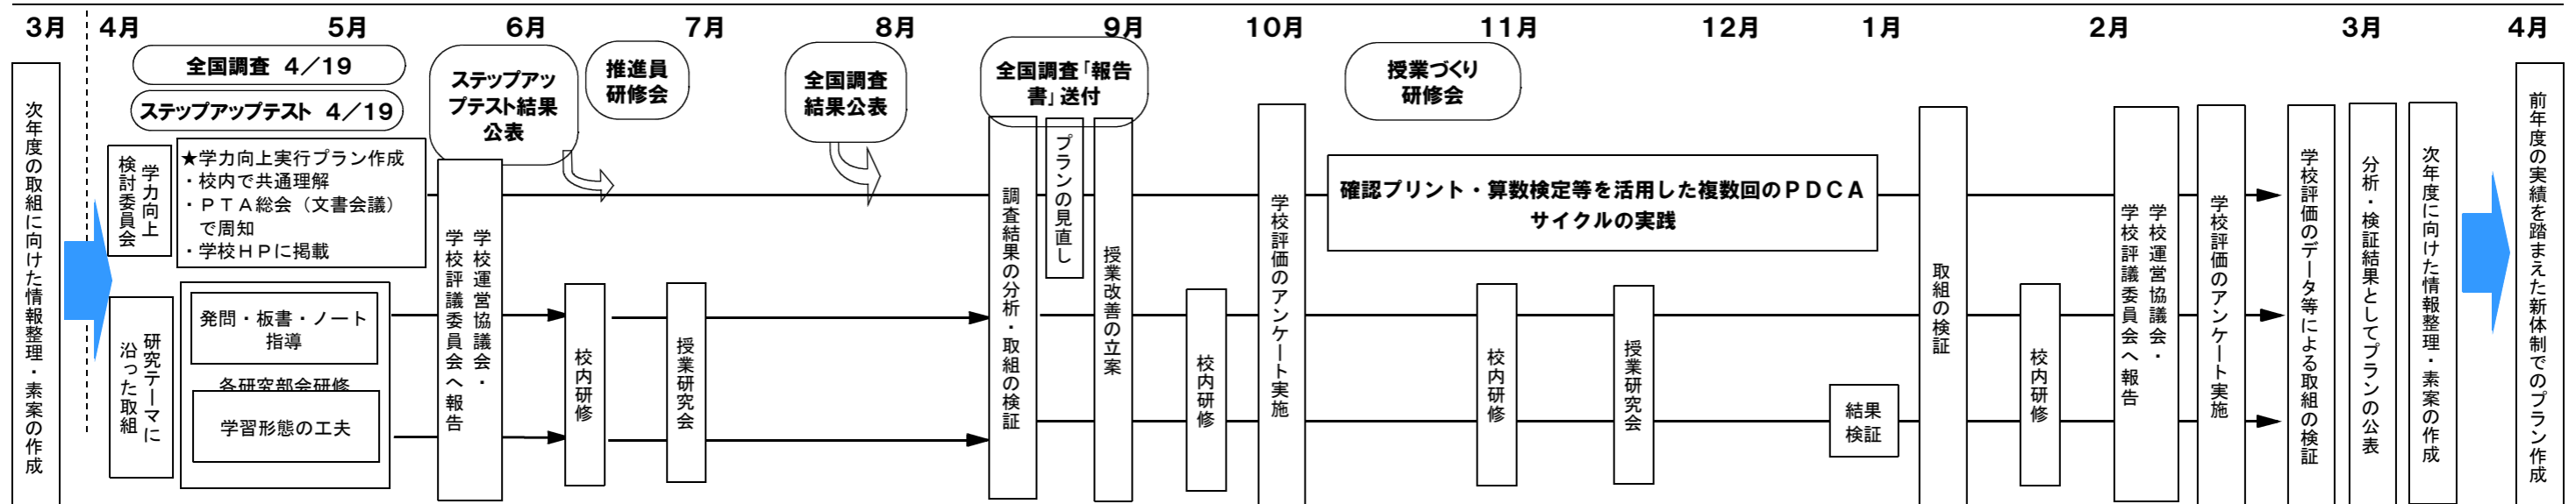 3月
4月
5月
6月
7月
8月
9月
10月
11月
12月
1月
2月
3月
4月
次年度の取組に向けた情報整理・素案の作成
全国調査 4／19
ステップアップテスト 4／19
学力向上
検討委員会
★学力向上実行プラン作成
・校内で共通理解
・ＰＴＡ総会（文書会議）
で周知
・学校ＨＰに掲載
研究テーマに
沿った取組
発問・板書・ノート
指導
各研究部会研修
学習形態の工夫
ステップアッ
プテスト結果
公表
学校運営協議会・
学校評議委員会へ報告
推進員
研修会
校内研修
授業研究会
全国調査
結果公表
全国調査「報告
書」送付
調査結果の分析・取組の検証
プランの見直し
授業改善の立案
校内研修
学校評価のアンケート実施
授業づくり
研修会
確認プリント・算数検定等を活用した複数回のＰＤＣＡ
サイクルの実践
校内研修
授業研究会
結果
検証
取組の検証
校内研修
学校運営協議会・
学校評議委員会へ報告
学校評価のアンケート実施
学校評価のデータ等による取組の検証
分析・検証結果としてプランの公表
次年度に向けた情報整理・素案の作成
前年度の実績を踏まえた新体制でのプラン作成